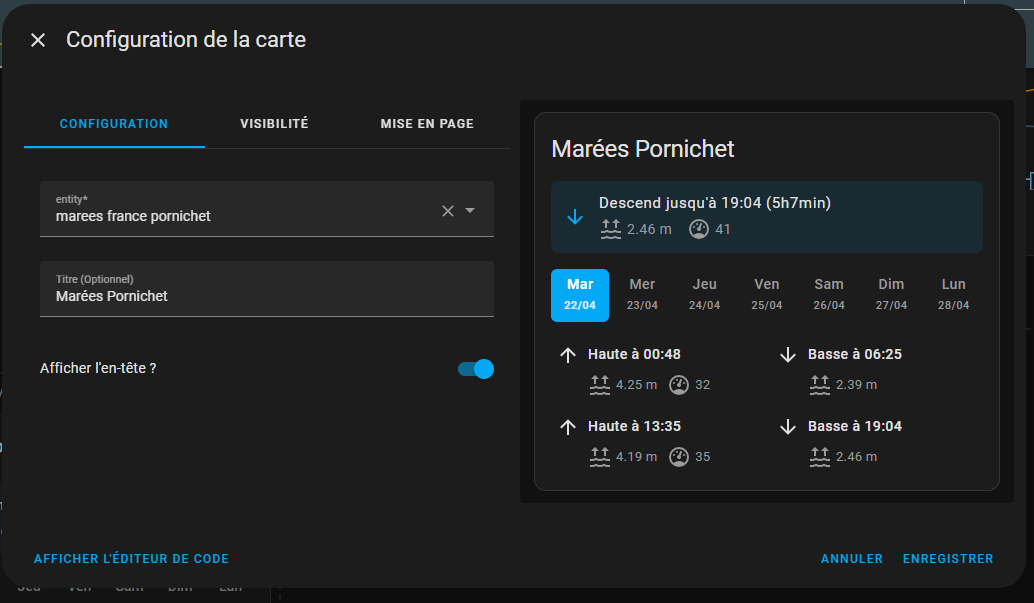 Configuration de la carte
CONFIGURATION VISIBILITÉ MISE EN PAGE
entity*
marees france pornichet
Titre (Optionnel)
Marées Pornichet
Afficher l'en-tête ?
Marées Pornichet
Descend jusqu'à 19:04 (5h7min)
2.46 m 41
Mar Mer Jeu Ven Sam Dim Lun
22/04 23/04 24/04 25/04 26/04 27/04 28/04
Haute à 00:48 Basse à 06:25
4.25 m 32 2.39 m
Haute à 13:35 Basse à 19:04
4.19 m 35 2.46 m
AFFICHER L'ÉDITEUR DE CODE ANNULER ENREGISTRER
Jeu Ven Sam Dim Lun